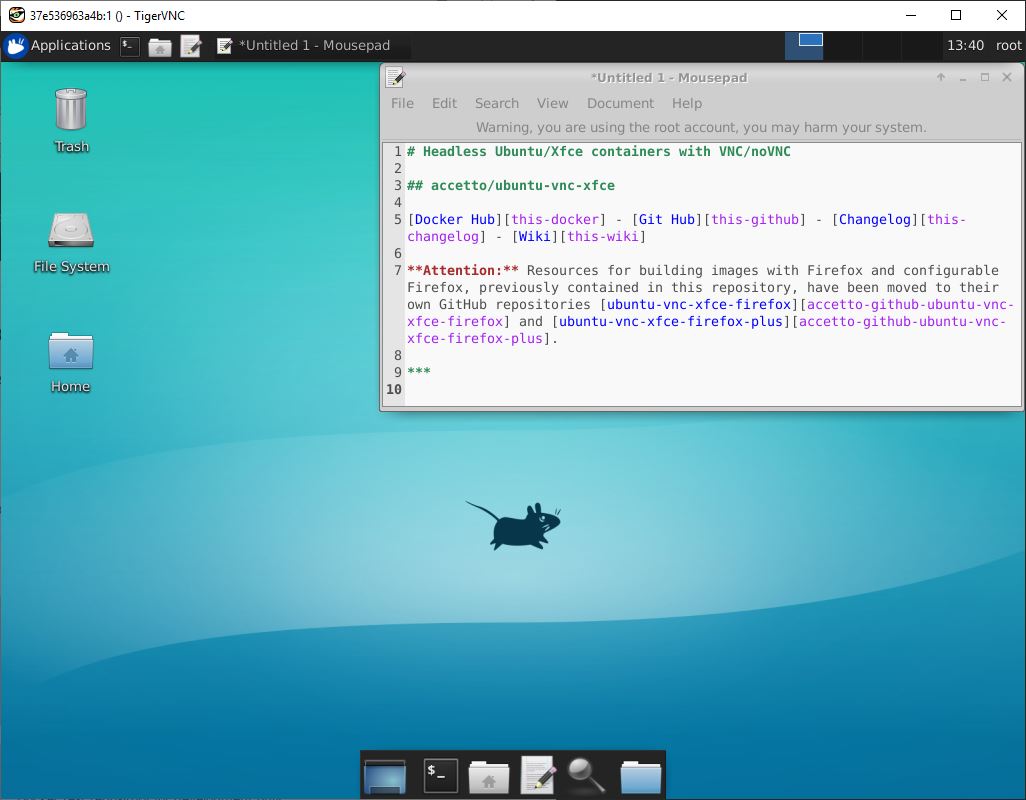 37e536963a4b:1 () - TigerVNC
Applications
*Untitled 1 - Mousepad
13:40
root
Trash
File System
Home
*Untitled 1 - Mousepad
File Edit Search View Document Help
Warning, you are using the root account, you may harm your system.
1 # Headless Ubuntu/Xfce containers with VNC/noVNC
2
3 ## accetto/ubuntu-vnc-xfce
4
5 [Docker Hub][this-docker] - [Git Hub][this-github] - [Changelog][this-
changelog] - [Wiki][this-wiki]
6
7 **Attention:** Resources for building images with Firefox and configurable
Firefox, previously contained in this repository, have been moved to their
own GitHub repositories [ubuntu-vnc-xfce-firefox][accetto-github-ubuntu-vnc-
xfce-firefox] and [ubuntu-vnc-xfce-firefox-plus][accetto-github-ubuntu-vnc-
xfce-firefox-plus].
8
9 ***
10
$_